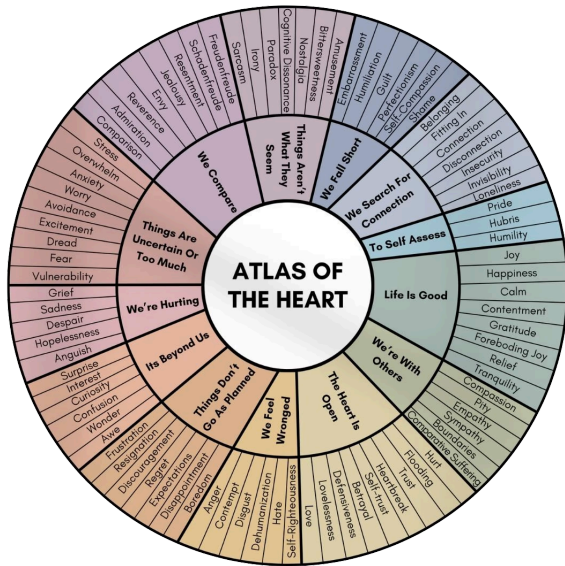 ATLAS OF
THE HEART
Things Aren't
What They
Seem
Sarcasm
Irony
Paradox
Cognitive Dissonance
Nostalgia
Bittersweetness
Amusement
We Fall Short
Embarrassment
Humiliation
Guilt
Perfectionism
Self-Compassion
Shame
We Search For
Connection
Belonging
Fitting In
Connection
Disconnection
Insecurity
Invisibility
Loneliness
To Self Assess
Pride
Hubris
Humility
Life Is Good
Joy
Happiness
Calm
Contentment
Gratitude
Foreboding Joy
Relief
Tranquility
We're With
Others
Compassion
Pity
Empathy
Sympathy
Boundaries
Comparative Suffering
The Heart Is
Open
Hurt
Flooding
Trust
Heartbreak
Self-trust
Betrayal
Defensiveness
Lovelessness
Love
We Feel
Wronged
Self-Righteousness
Hate
Dehumanization
Disgust
Contempt
Anger
Things Don't
Go As Planned
Boredom
Disappointment
Expectations
Regret
Discouragement
Resignation
Frustration
Its Beyond Us
Awe
Wonder
Confusion
Curiosity
Interest
Surprise
We're Hurting
Anguish
Hopelessness
Despair
Sadness
Grief
Things Are
Uncertain Or
Too Much
Vulnerability
Fear
Dread
Excitement
Avoidance
Worry
Anxiety
Overwhelm
Stress
We Compare
Comparison
Admiration
Reverence
Envy
Jealousy
Resentment
Schadenfreude
Freudenfreude